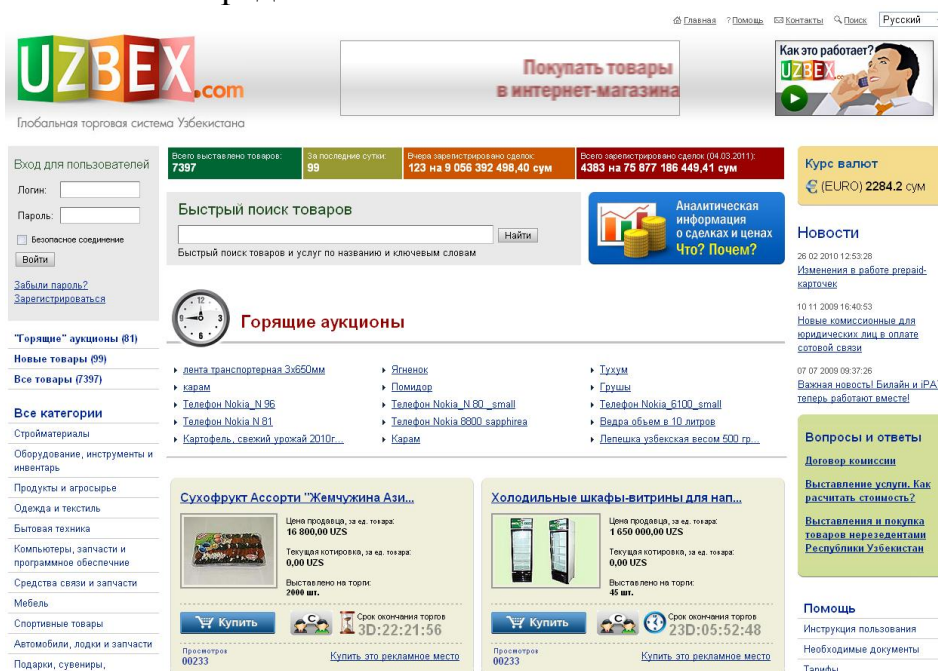 Главная ? Помощь Контакты Поиск Русский
UZBEX.com
Глобальная торговая система Узбекистана
Покупать товары
в интернет-магазина
Как это работает?
UZBEX
Вход для пользователей
Логин:
Пароль:
Безопасное соединение
Войти
Забыли пароль?
Зарегистрироваться
"Горящие" аукционы (81)
Новые товары (99)
Все товары (7397)
Все категории
Стройматериалы
Оборудование, инструменты и
инвентарь
Продукты и агросырье
Одежда и текстиль
Бытовая техника
Компьютеры, запчасти и
программное обеспечние
Средства связи и запчасти
Мебель
Спортивные товары
Автомобили, лодки и запчасти
Подарки, сувениры,
Всего выставлено товаров:
7397
За последние сутки:
99
Вчера зарегистрировано сделок:
123 на 9 056 392 498,40 сум
Всего зарегистрировано сделок (04.03.2011):
4383 на 75 877 186 449,41 сум
Быстрый поиск товаров
Найти
Быстрый поиск товаров и услуг по названию и ключевым словам
Аналитическая
информация
о сделках и ценах
Что? Почему?
Горящие аукционы
лента транспортерная 3х650мм
Ягненок
Тухум
карам
Помидор
Грушы
Телефон Nokia_N 96
Телефон Nokia_N 80 _small
Телефон Nokia_6100_small
Телефон Nokia N 81
Телефон Nokia 8800 sapphirea
Ведра объем в 10 литров
Картофель, свежий урожай 2010г...
Карам
Лепешка узбекская весом 500 гр...
Сухофрукт Ассорти "Жемчужина Ази...
Цена продавца, за ед. товара:
16 800,00 UZS
Текущая котировка, за ед. товара:
0,00 UZS
Выставлено на торги:
2000 шт.
Купить
Срок окончания торгов
3D:22:21:56
Просмотров
00233
Купить это рекламное место
Холодильные шкафы-витрины для нап...
Цена продавца, за ед. товара:
1 650 000,00 UZS
Текущая котировка, за ед. товара:
0,00 UZS
Выставлено на торги:
45 шт.
Купить
Срок окончания торгов
23D:05:52:48
Просмотров
00233
Купить это рекламное место
Курс валют
(EURO) 2284.2 сум
Новости
26 02 2010 12:53:28
Изменения в работе prepaid-
карточек
10 11 2009 16:40:53
Новые комиссионные для
юридических лиц в оплате
сотовой связи
07 07 2009 09:37:26
Важная новость! Билайн и iPA
теперь работают вместе!
Вопросы и ответы
Договор комиссии
Выставление услуги. Как
расчитать стоимость?
Выставления и покупка
товаров нерезедентами
Республики Узбекистан
Помощь
Инструкция пользования
Необходимые документы
Тарифы